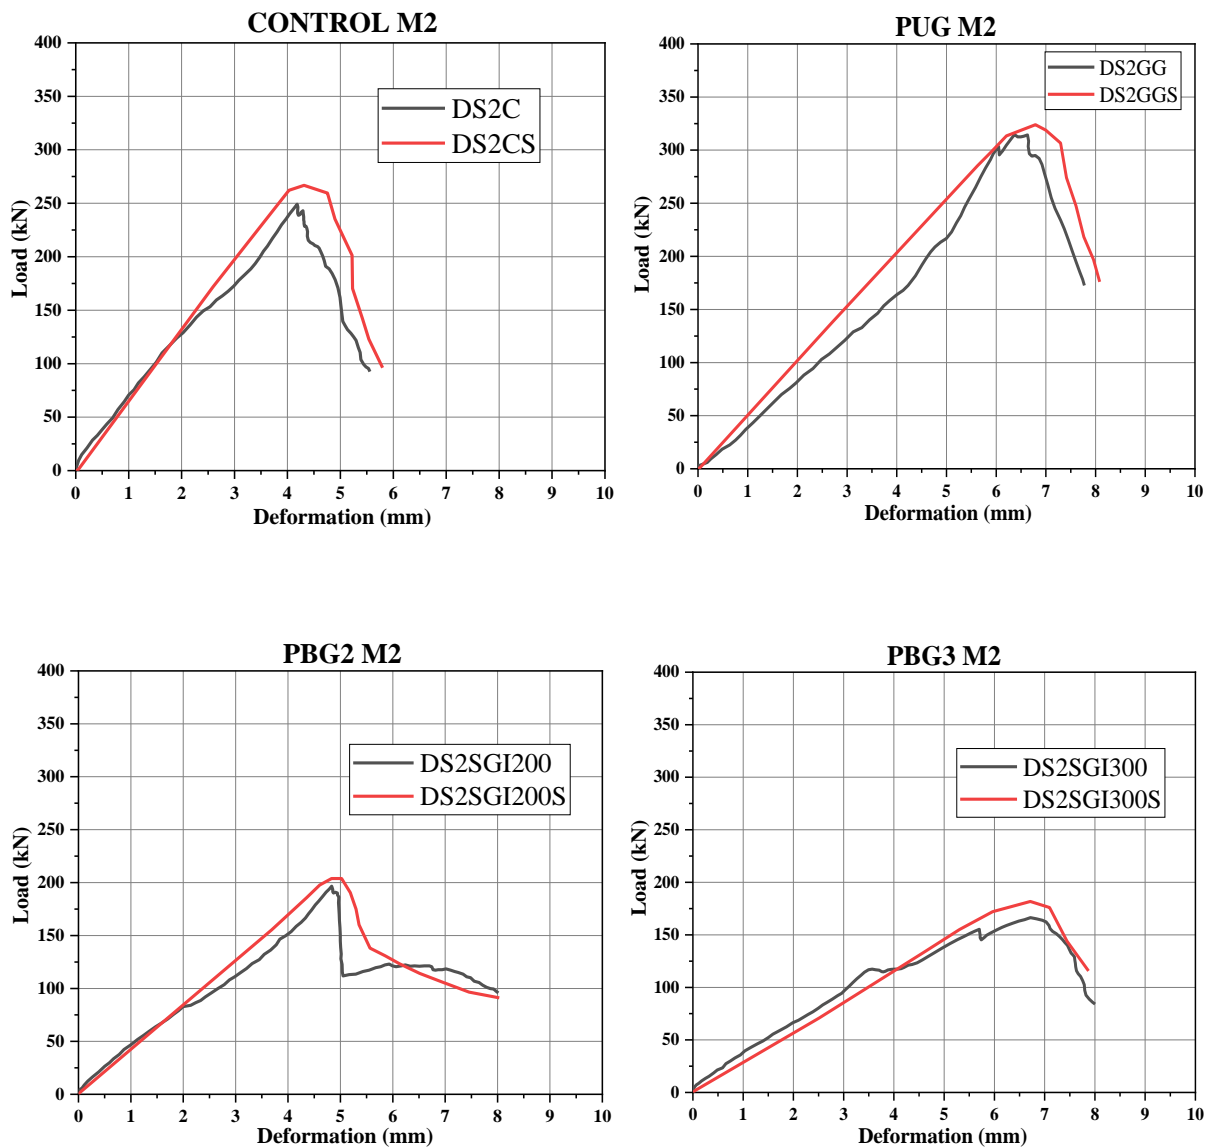 CONTROL M2
400
350
300
250
200
150
100
50
0
Load (kN)
DS2C
DS2CS
0 1 2 3 4 5 6 7 8 9 10
Deformation (mm)
PUG M2
400
350
300
250
200
150
100
50
0
Load (kN)
DS2GG
DS2GGS
0 1 2 3 4 5 6 7 8 9 10
Deformation (mm)
PBG2 M2
400
350
300
250
200
150
100
50
0
Load (kN)
DS2SGI200
DS2SGI200S
0 1 2 3 4 5 6 7 8 9 10
Deformation (mm)
PBG3 M2
400
350
300
250
200
150
100
50
0
Load (kN)
DS2SGI300
DS2SGI300S
0 1 2 3 4 5 6 7 8 9 10
Deformation (mm)